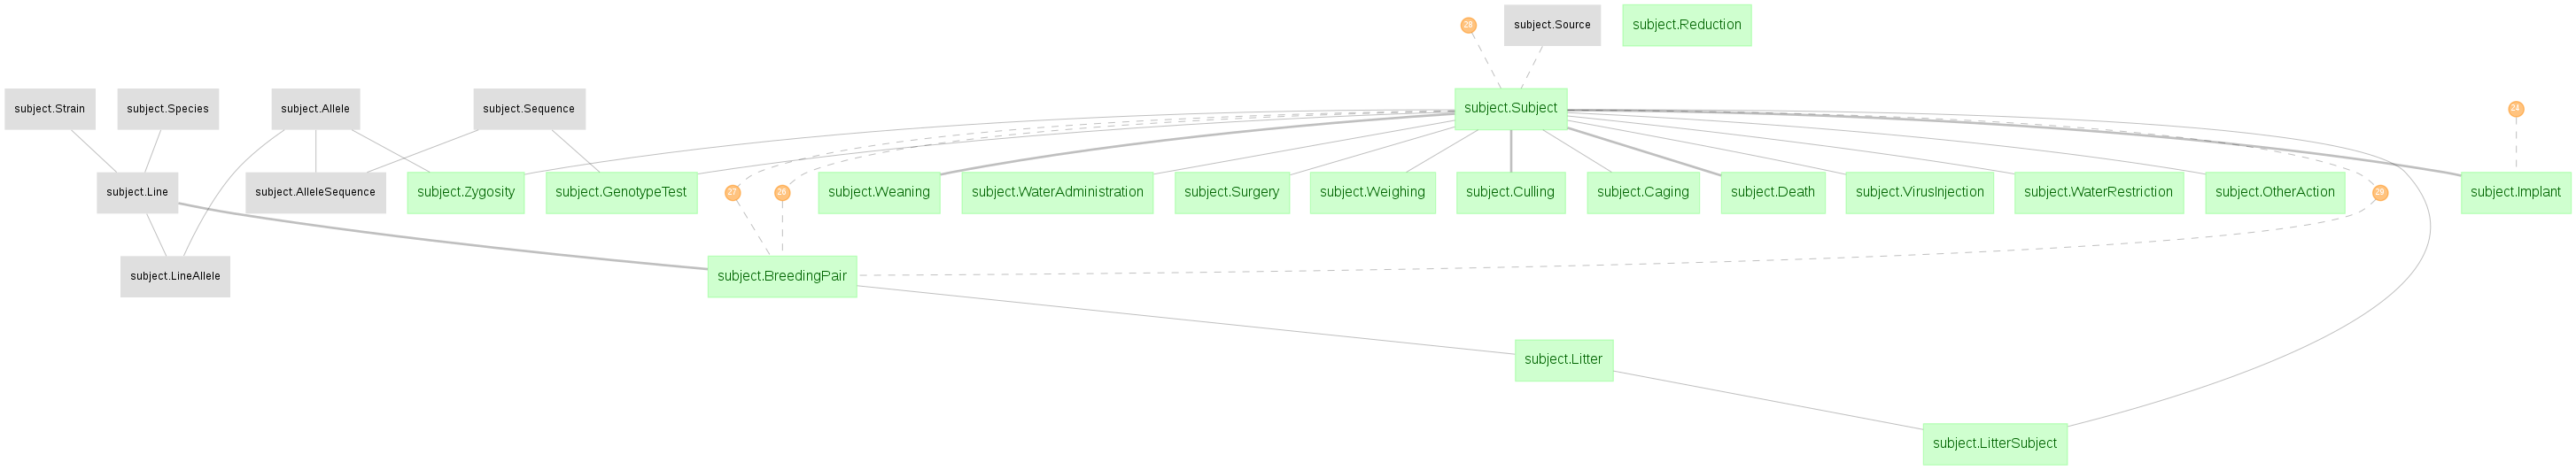 28
subject.Source
subject.Reduction
subject.Strain
subject.Species
subject.Allele
subject.Sequence
subject.Subject
24
subject.Line
subject.AlleleSequence
subject.Zygosity
subject.GenotypeTest
27
26
subject.Weaning
subject.WaterAdministration
subject.Surgery
subject.Weighing
subject.Culling
subject.Caging
subject.Death
subject.VirusInjection
subject.WaterRestriction
subject.OtherAction
29
subject.Implant
subject.LineAllele
subject.BreedingPair
subject.Litter
subject.LitterSubject